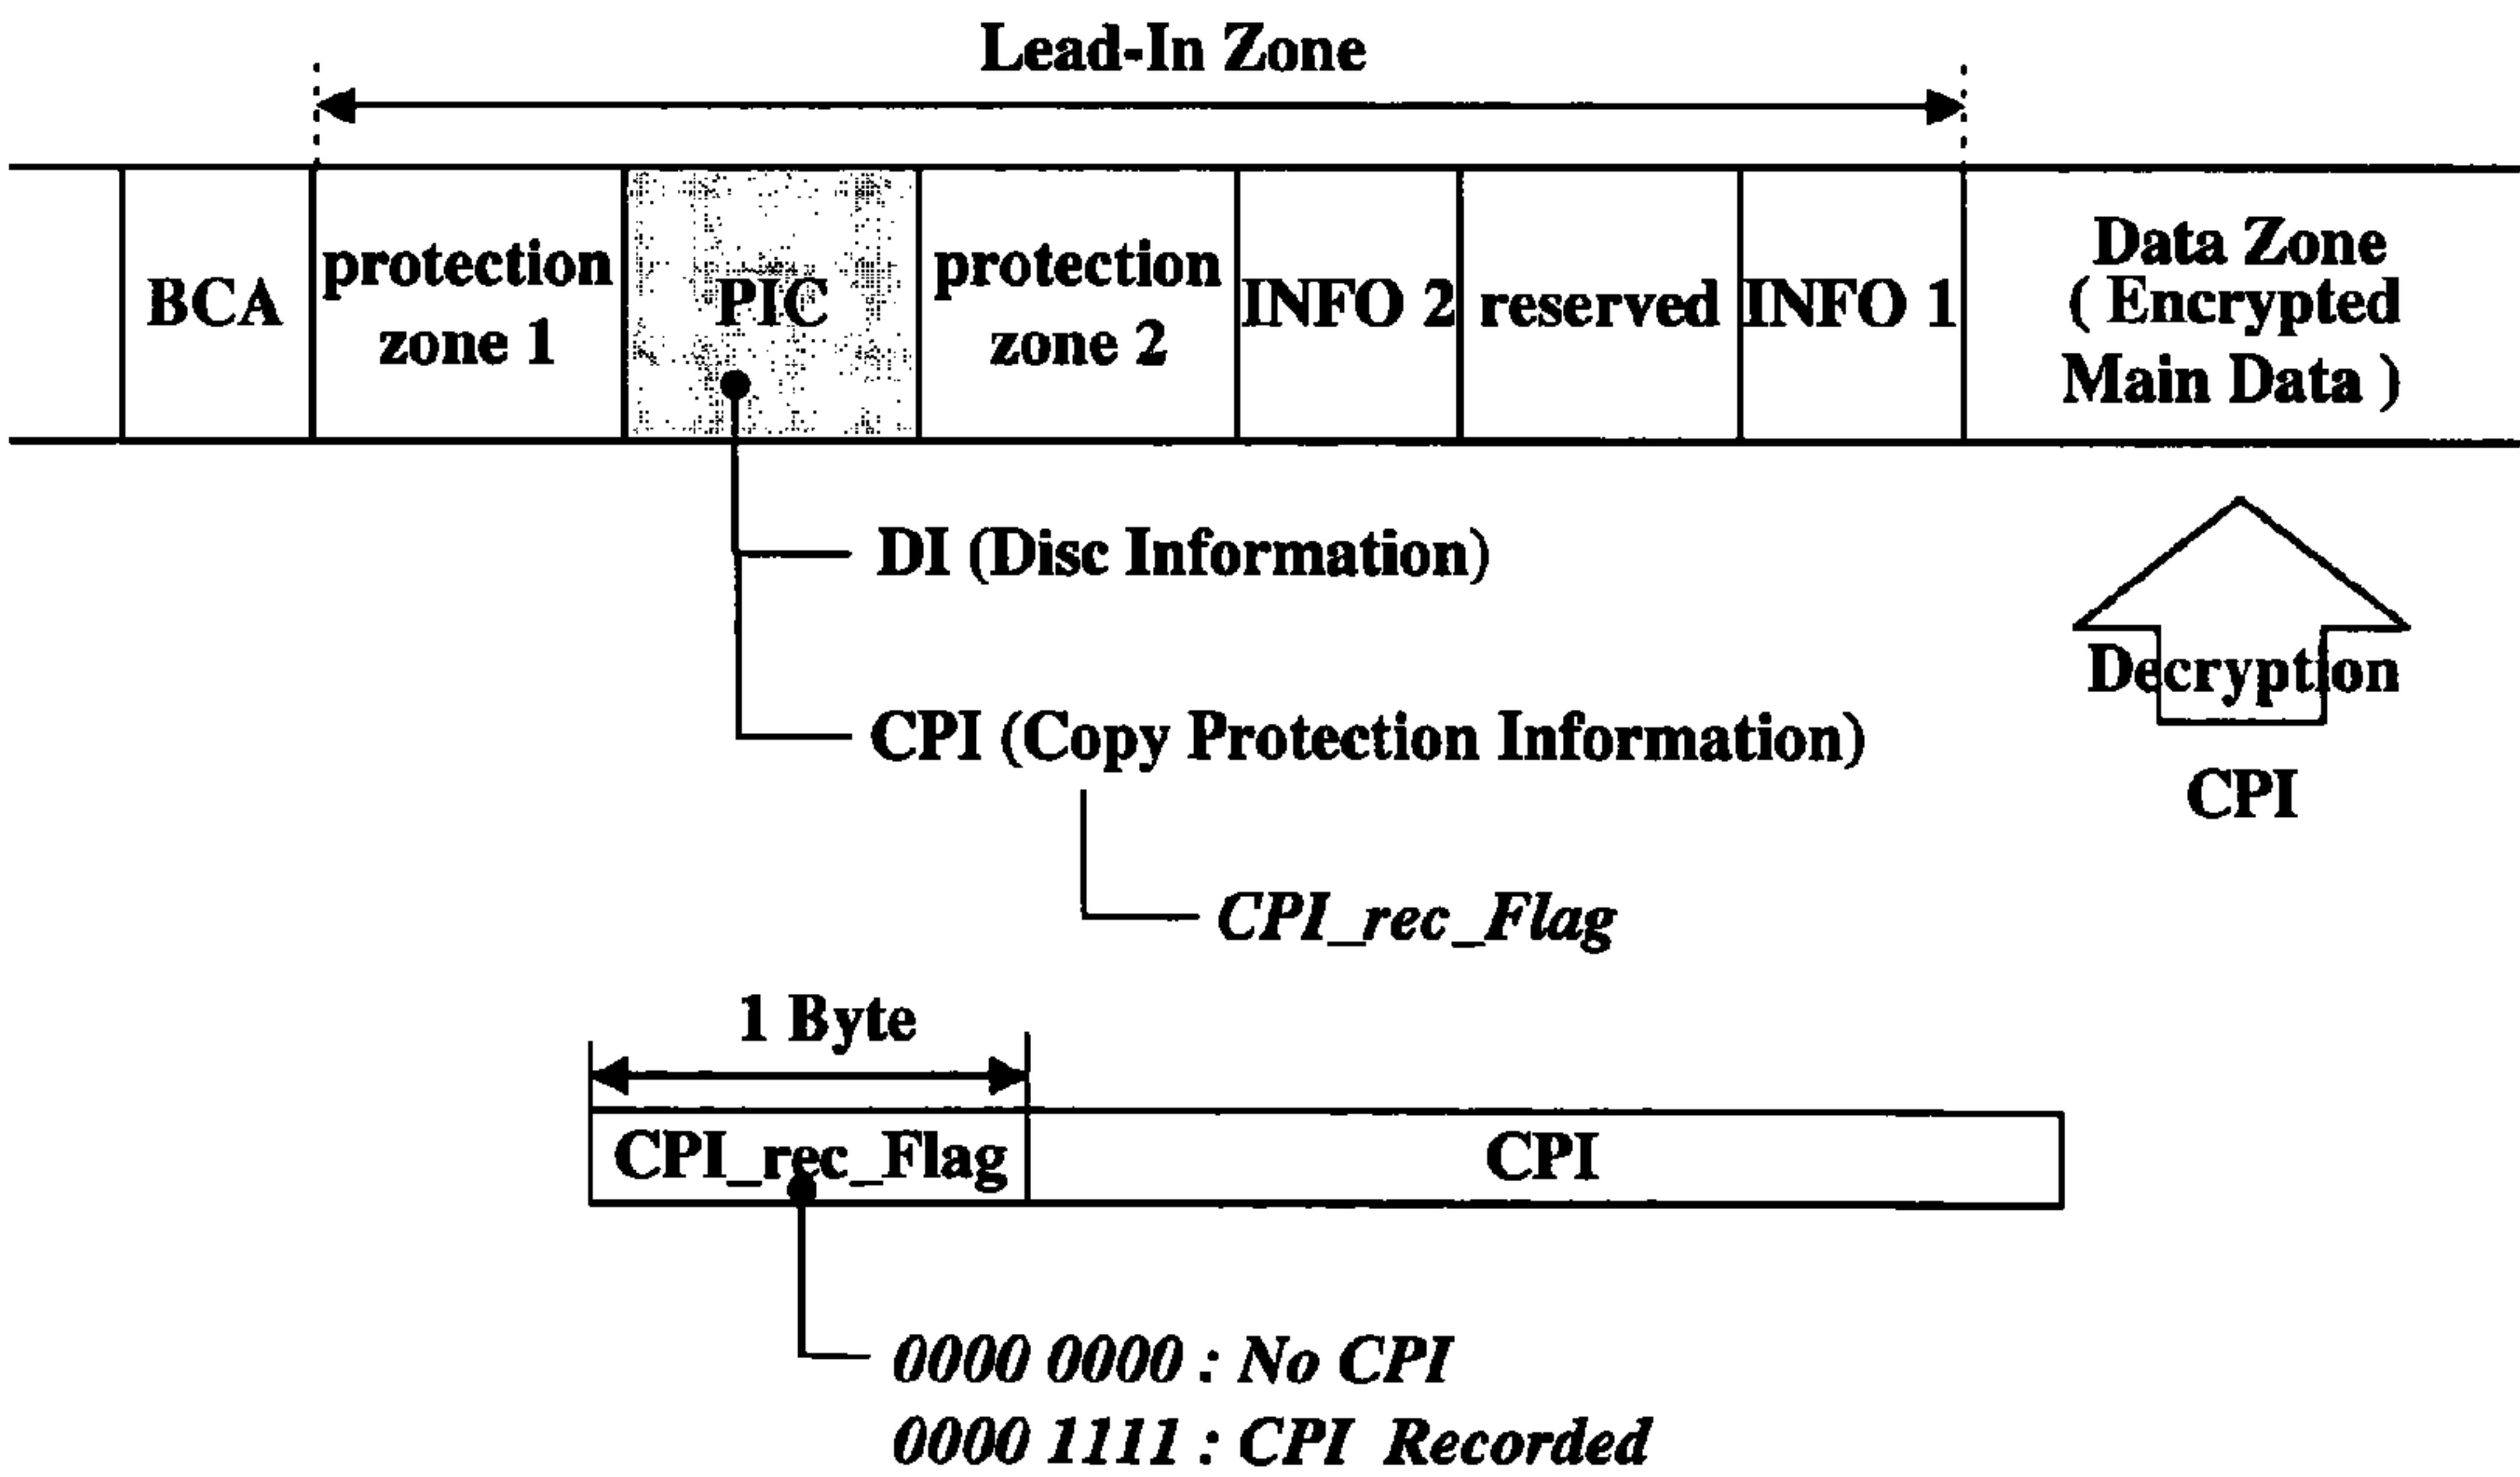 Lead-In Zone
BCA
protection
zone 1
PIC
protection
zone 2
INFO 2
reserved
INFO 1
Data Zone
( Encrypted
Main Data )
DI (Disc Information)
Decryption
CPI (Copy Protection Information)
CPI
CPI_rec_Flag
1 Byte
CPI_rec_Flag
CPI
0000 0000 : No CPI
0000 1111 : CPI Recorded